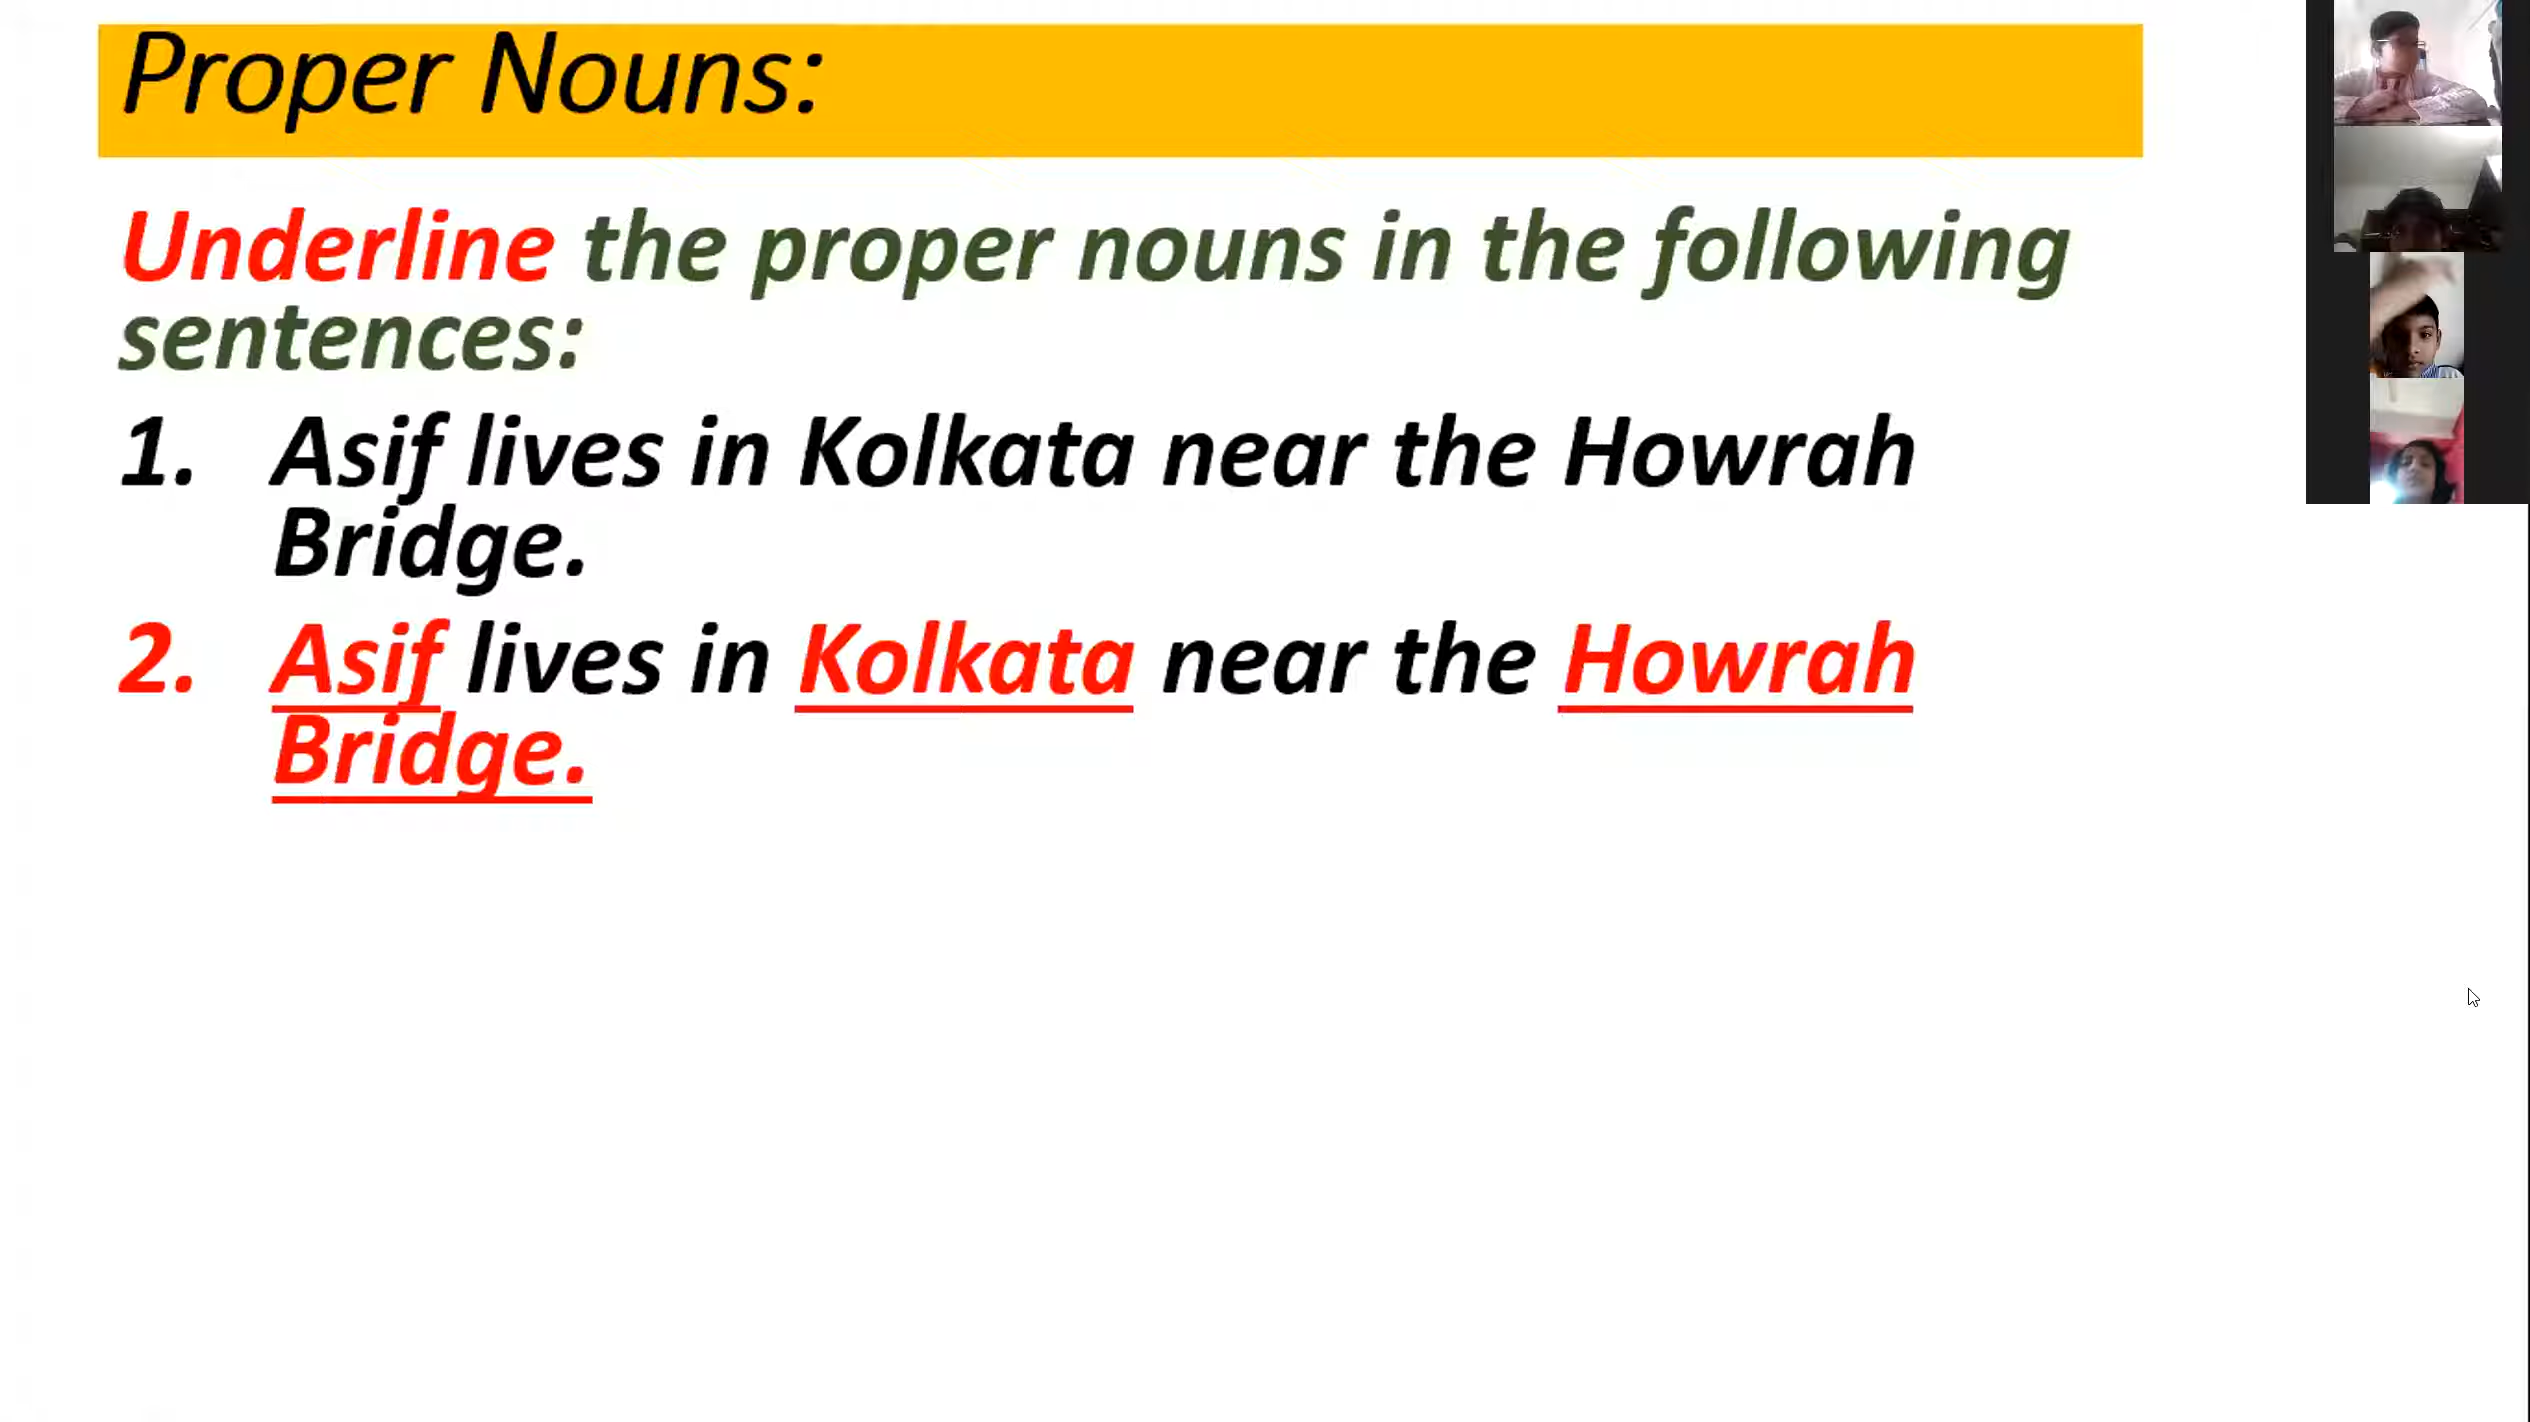 Proper Nouns:
Underline the proper nouns in the following
sentences:
1. Asif lives in Kolkata near the Howrah
Bridge.
2. Asif lives in Kolkata near the Howrah
Bridge.